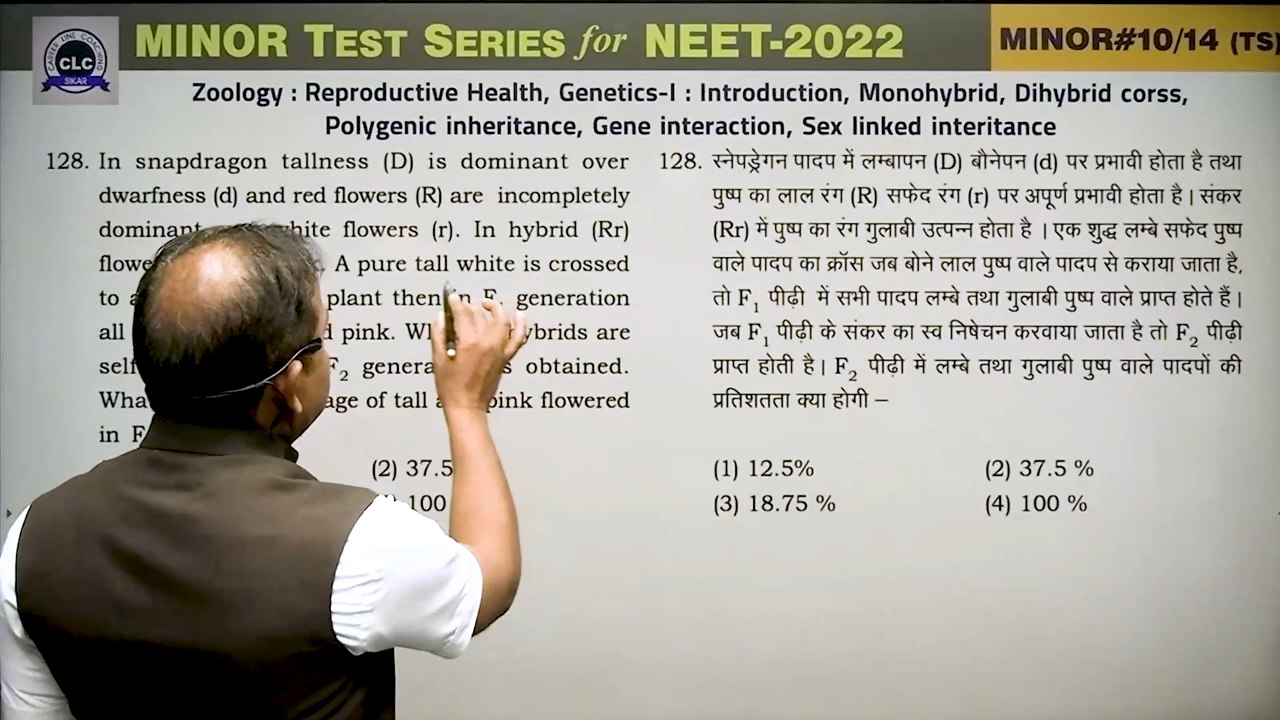 CAREER LINE COACHING
CLC
SIKAR
MINOR TEST SERIES for NEET-2022
MINOR#10/14 (TS)
Zoology : Reproductive Health, Genetics-I : Introduction, Monohybrid, Dihybrid corss,
Polygenic inheritance, Gene interaction, Sex linked interitance
128. In snapdragon tallness (D) is dominant over
dwarfness (d) and red flowers (R) are incompletely
dominant white flowers (r). In hybrid (Rr)
A pure tall white is crossed
to plant then in F1 generation
all pink. hybrids are
self F2 obtained.
of tall pink flowered
in F
(2) 37.5
100
128. स्नेपड्रेगन पादप में लम्बापन (D) बौनेपन (d) पर प्रभावी होता है तथा
पुष्प का लाल रंग (R) सफेद रंग (r) पर अपूर्ण प्रभावी होता है। संकर
(Rr) में पुष्प का रंग गुलाबी उत्पन्न होता है । एक शुद्ध लम्बे सफेद पुष्प
वाले पादप का क्रॉस जब बोने लाल पुष्प वाले पादप से कराया जाता है,
तो F1 पीढ़ी में सभी पादप लम्बे तथा गुलाबी पुष्प वाले प्राप्त होते हैं।
जब F1 पीढ़ी के संकर का स्व निषेचन करवाया जाता है तो F2 पीढ़ी
प्राप्त होती है। F2 पीढ़ी में लम्बे तथा गुलाबी पुष्प वाले पादपों की
प्रतिशतता क्या होगी –
(1) 12.5% (2) 37.5 %
(3) 18.75 % (4) 100 %